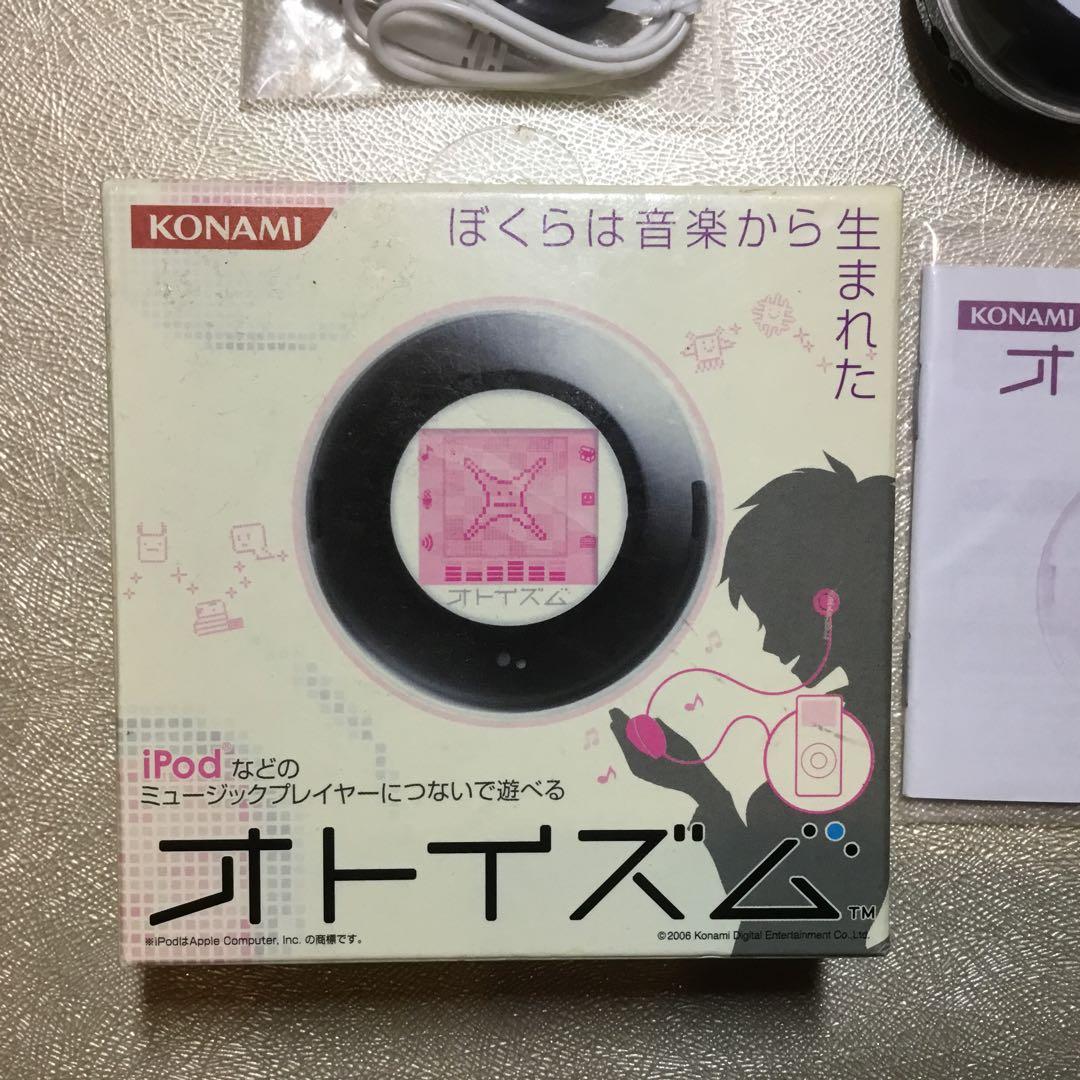 KONAMI
ぼくらは音楽から生まれた
オトイズム
iPod®などの
ミュージックプレイヤーにつないで遊べる
オトイズム™
※iPodはApple Computer, Inc. の商標です。
©2006 Konami Digital Entertainment Co.,Ltd.
KONAMI
オ